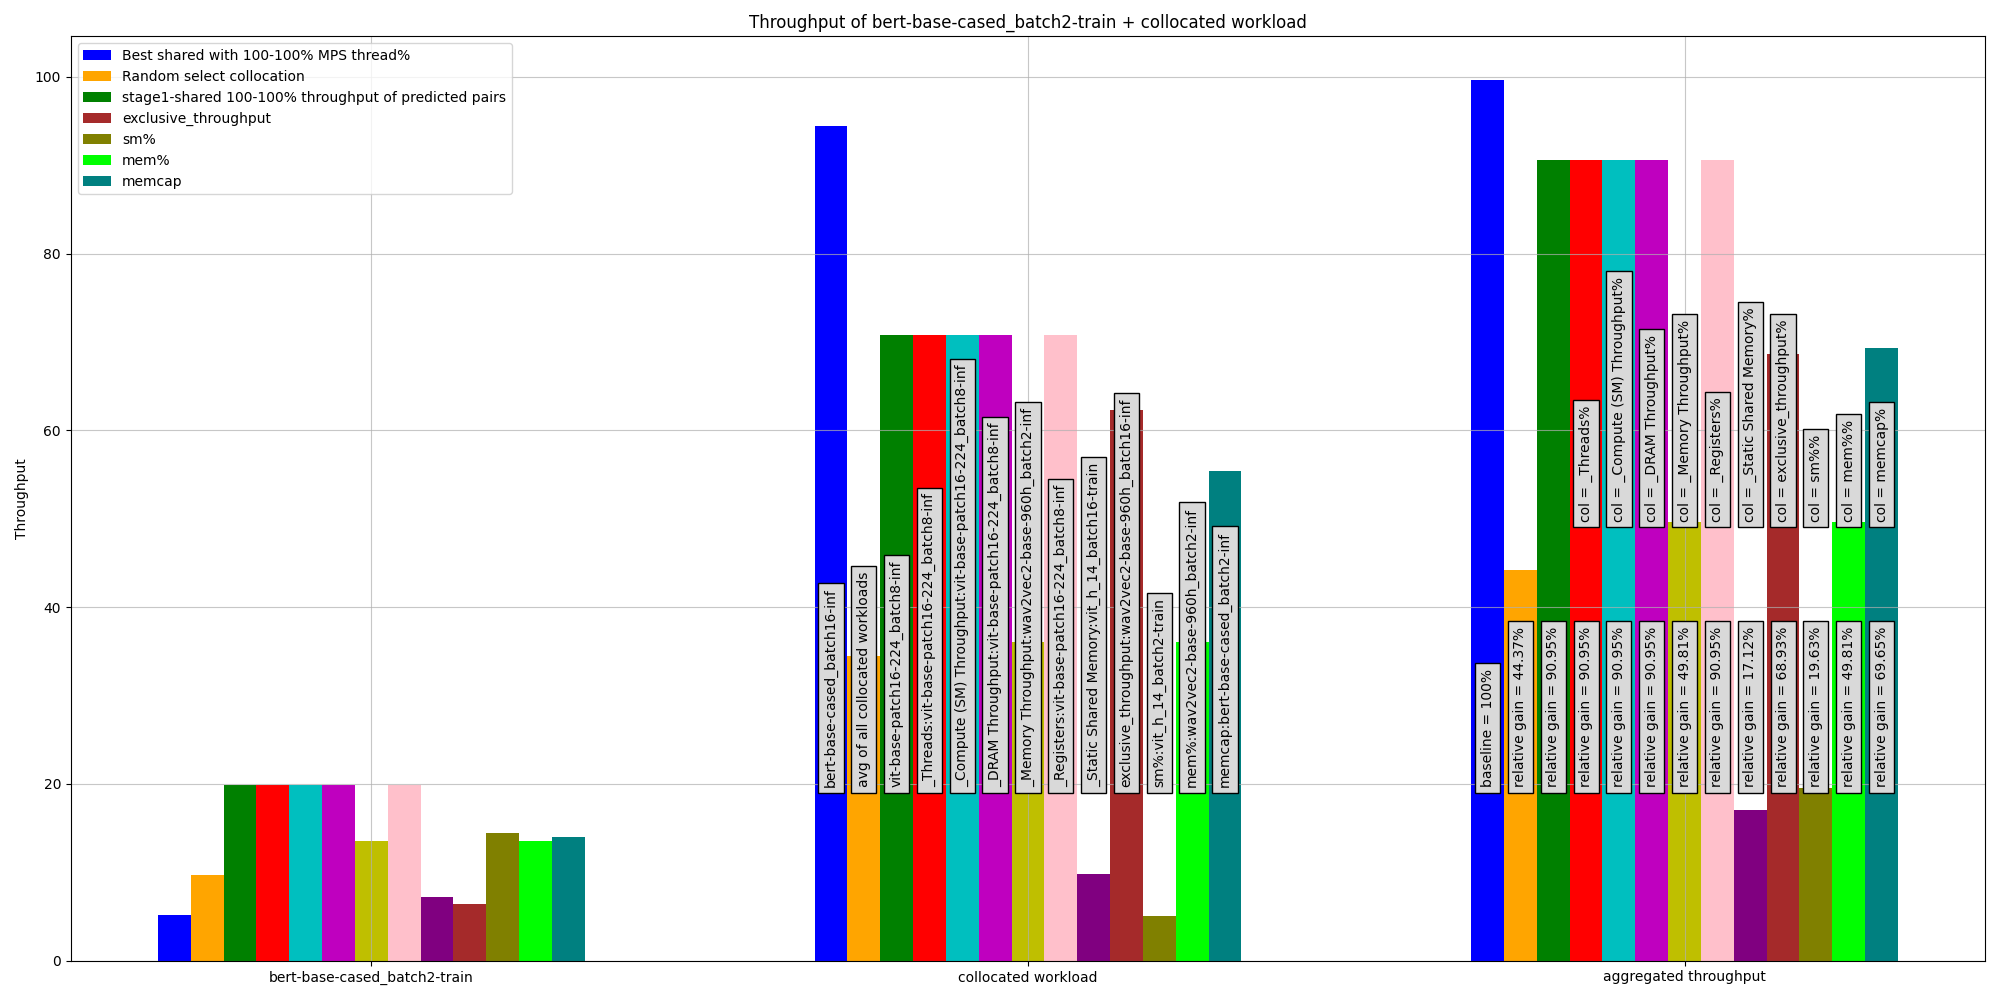 Throughput of bert-base-cased_batch2-train + collocated workload
Best shared with 100-100% MPS thread%
Random select collocation
stage1-shared 100-100% throughput of predicted pairs
exclusive_throughput
sm%
mem%
memcap
Throughput
100
80
60
40
20
0
bert-base-cased_batch16-inf
avg of all collocated workloads
vit-base-patch16-224_batch8-inf
_Threads:vit-base-patch16-224_batch8-inf
_Compute (SM) Throughput:vit-base-patch16-224_batch8-inf
_DRAM Throughput:vit-base-patch16-224_batch8-inf
_Memory Throughput:wav2vec2-base-960h_batch2-inf
_Registers:vit-base-patch16-224_batch8-inf
_Static Shared Memory:vit_h_14_batch16-train
exclusive_throughput:wav2vec2-base-960h_batch16-inf
sm%:vit_h_14_batch2-train
mem%:wav2vec2-base-960h_batch2-inf
memcap:bert-base-cased_batch2-inf
col = _Threads%
col = _Compute (SM) Throughput%
col = _DRAM Throughput%
col = _Memory Throughput%
col = _Registers%
col = _Static Shared Memory%
col = exclusive_throughput%
col = sm%%
col = mem%%
col = memcap%
baseline = 100%
relative gain = 44.37%
relative gain = 90.95%
relative gain = 90.95%
relative gain = 90.95%
relative gain = 90.95%
relative gain = 49.81%
relative gain = 90.95%
relative gain = 17.12%
relative gain = 68.93%
relative gain = 19.63%
relative gain = 49.81%
relative gain = 69.65%
bert-base-cased_batch2-train
collocated workload
aggregated throughput